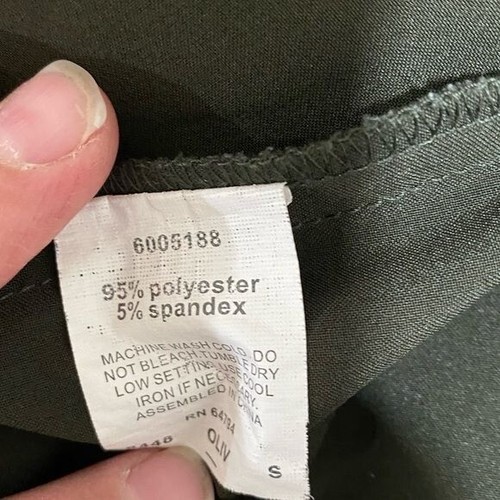 6005188
95% polyester
5% spandex
MACHINE WASH COLD. DO
NOT BLEACH. TUMBLE DRY
LOW SETTING. USE COOL
IRON IF NECESSARY.
ASSEMBLED IN CHINA
RN
OLIV
S